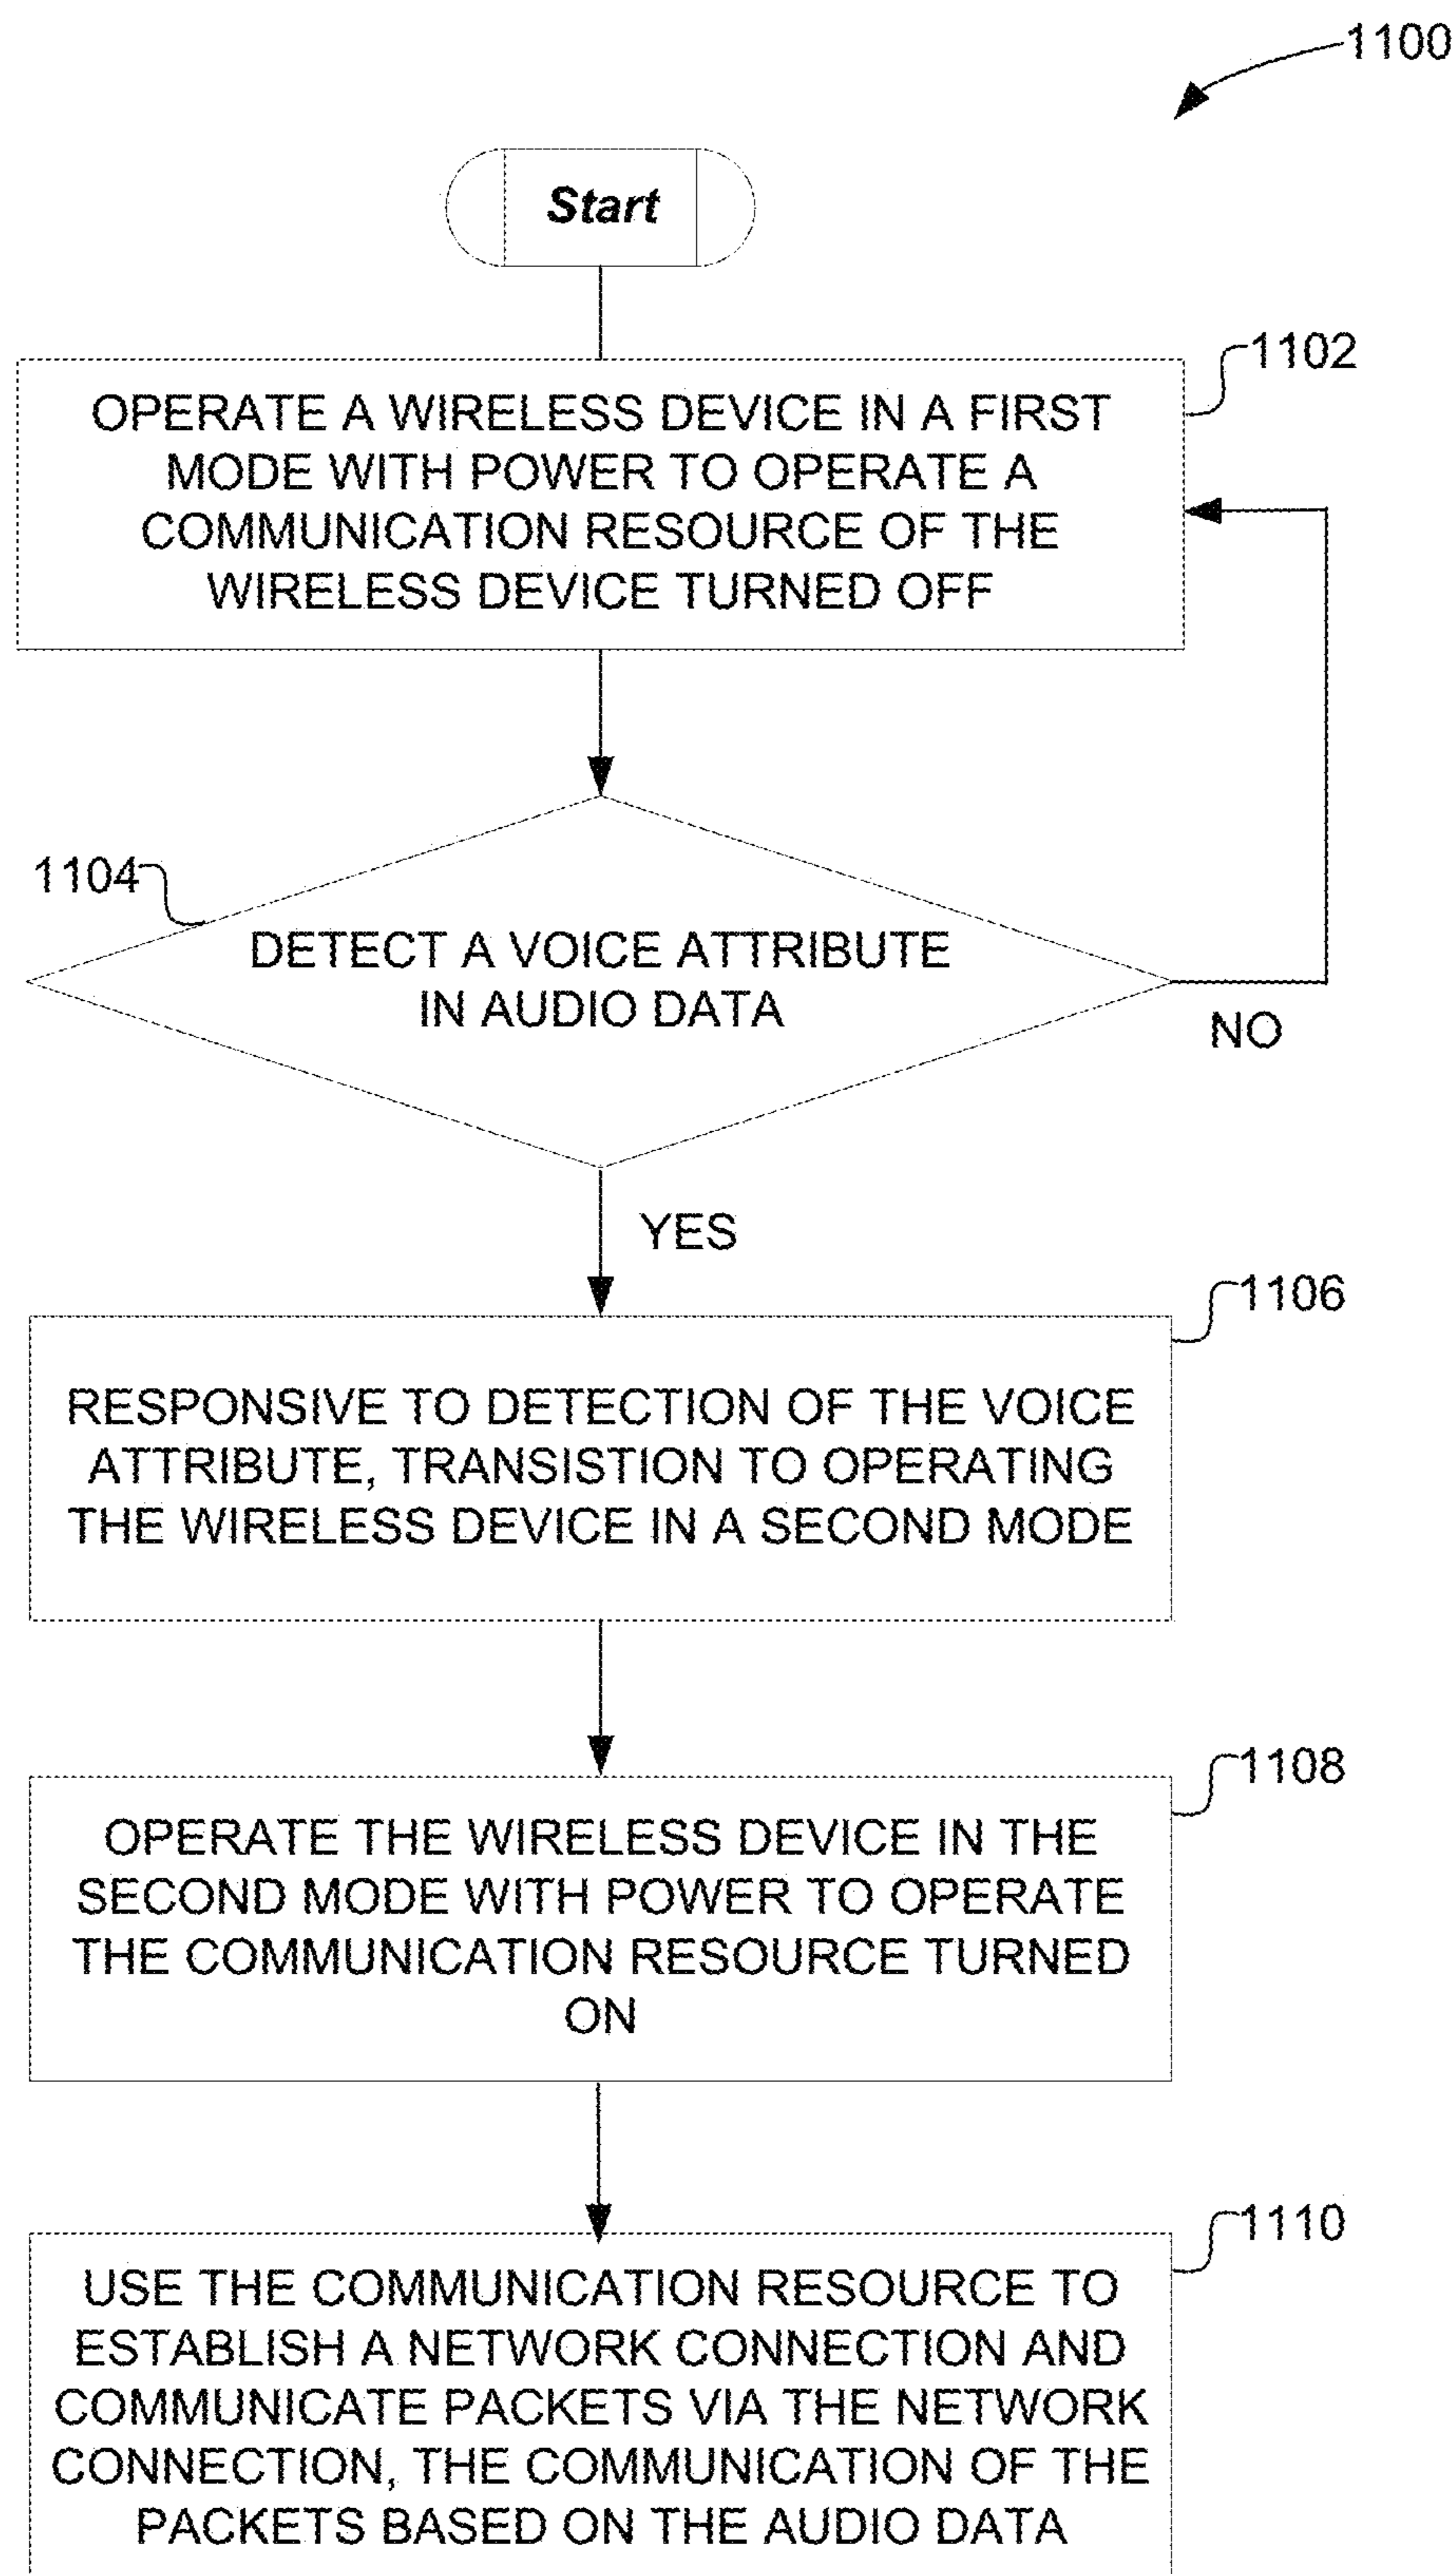 1100
Start
1102
OPERATE A WIRELESS DEVICE IN A FIRST
MODE WITH POWER TO OPERATE A
COMMUNICATION RESOURCE OF THE
WIRELESS DEVICE TURNED OFF
1104
DETECT A VOICE ATTRIBUTE
IN AUDIO DATA
NO
YES
1106
RESPONSIVE TO DETECTION OF THE VOICE
ATTRIBUTE, TRANSISTION TO OPERATING
THE WIRELESS DEVICE IN A SECOND MODE
1108
OPERATE THE WIRELESS DEVICE IN THE
SECOND MODE WITH POWER TO OPERATE
THE COMMUNICATION RESOURCE TURNED
ON
1110
USE THE COMMUNICATION RESOURCE TO
ESTABLISH A NETWORK CONNECTION AND
COMMUNICATE PACKETS VIA THE NETWORK
CONNECTION, THE COMMUNICATION OF THE
PACKETS BASED ON THE AUDIO DATA